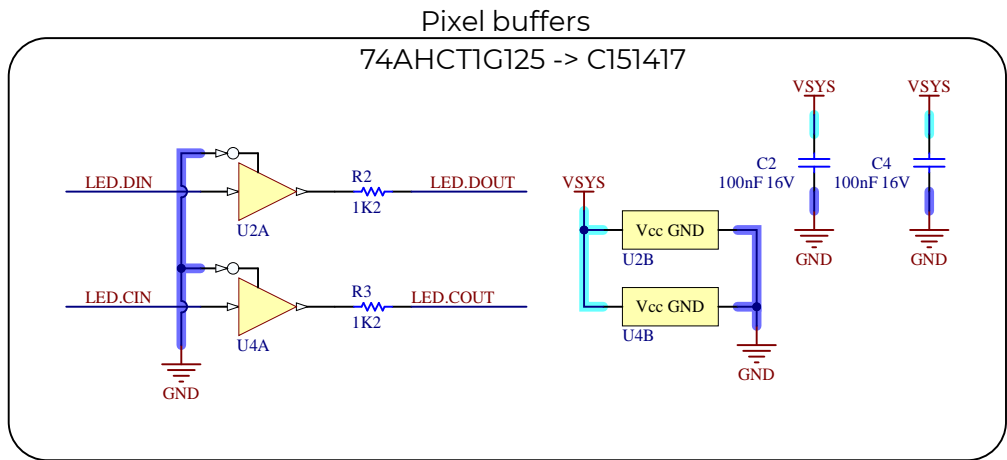 Pixel buffers
74AHCT1G125 -> C151417
LED.DIN
U2A
R2
1K2
LED.DOUT
LED.CIN
U4A
R3
1K2
LED.COUT
GND
VSYS
Vcc GND
U2B
Vcc GND
U4B
GND
VSYS
C2
100nF 16V
GND
VSYS
C4
100nF 16V
GND